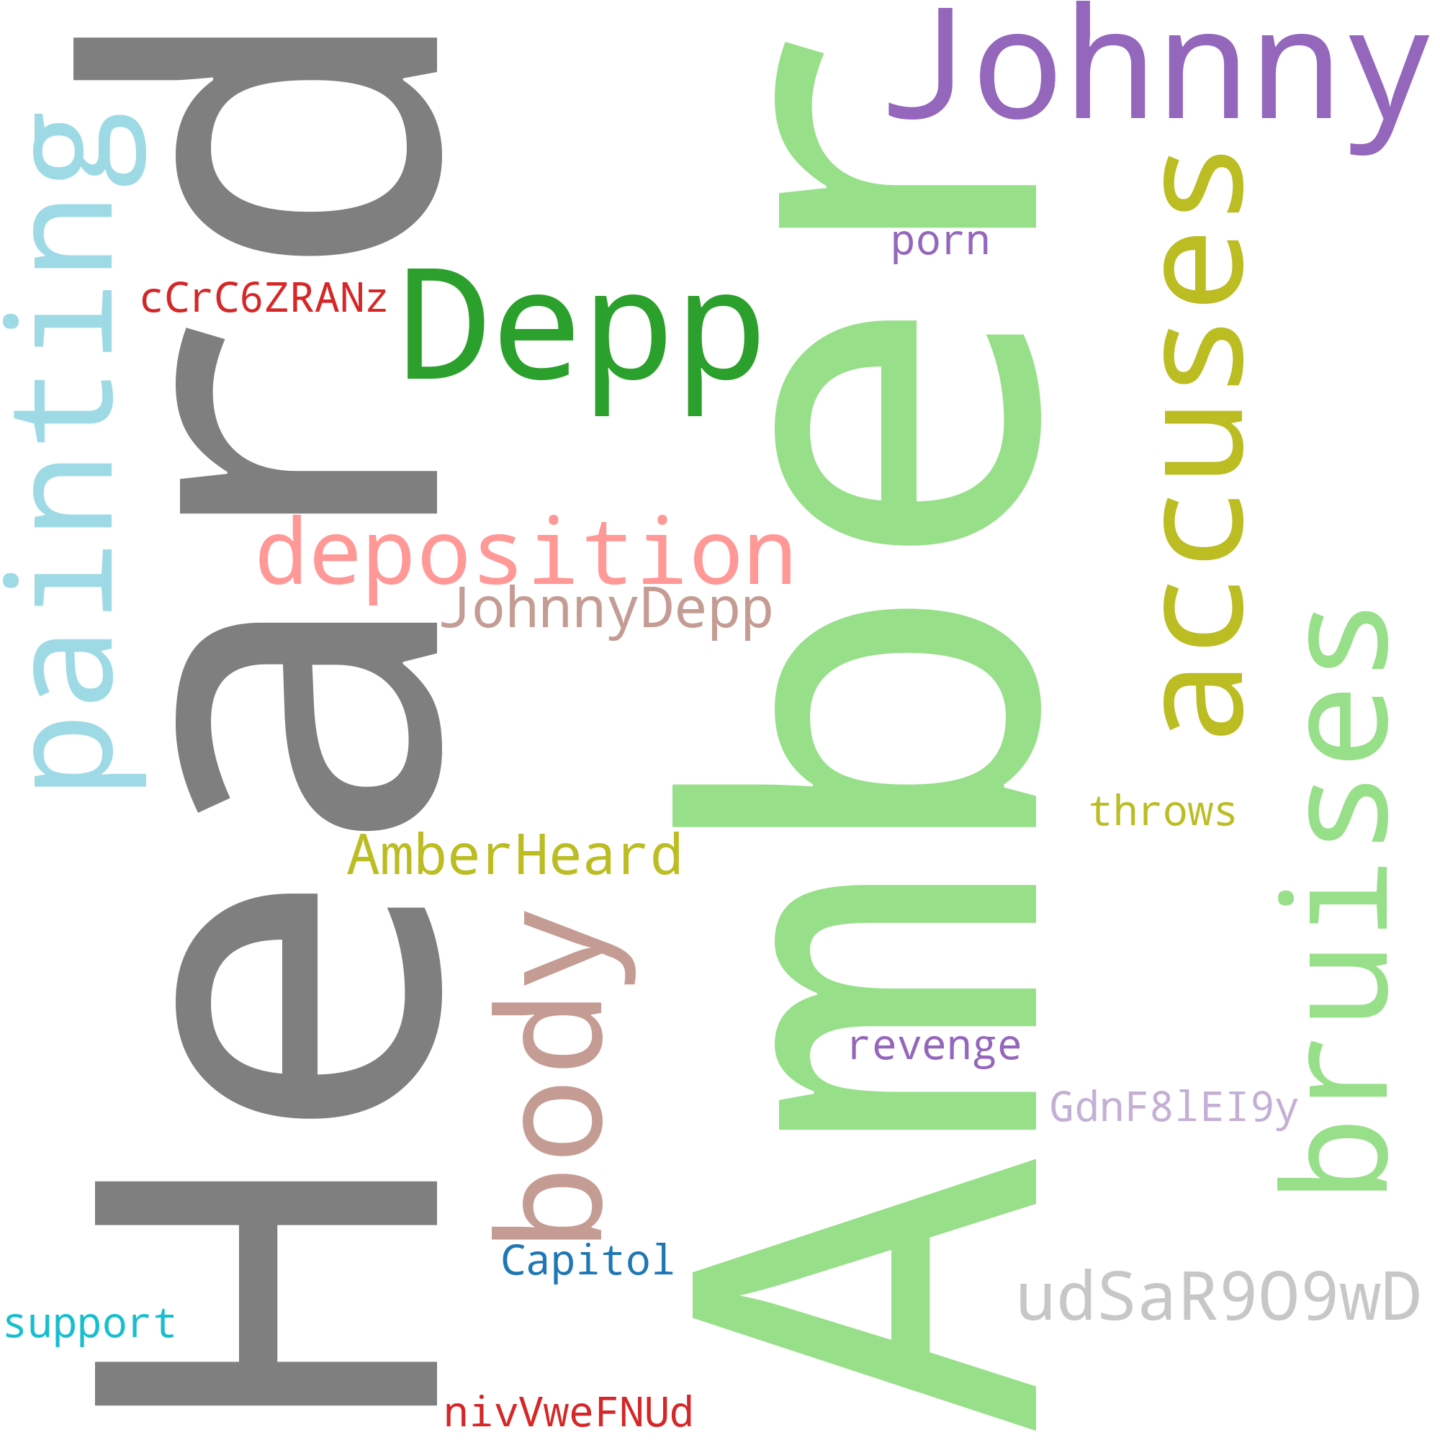 Johnny
painting
Heard
Amber
accuses
porn
Depp
cCrC6ZRANz
deposition
JohnnyDepp
bruises
throws
AmberHeard
body
revenge
GdnF8lEI9y
Capitol
udSaR9O9wD
support
nivVweFNUd